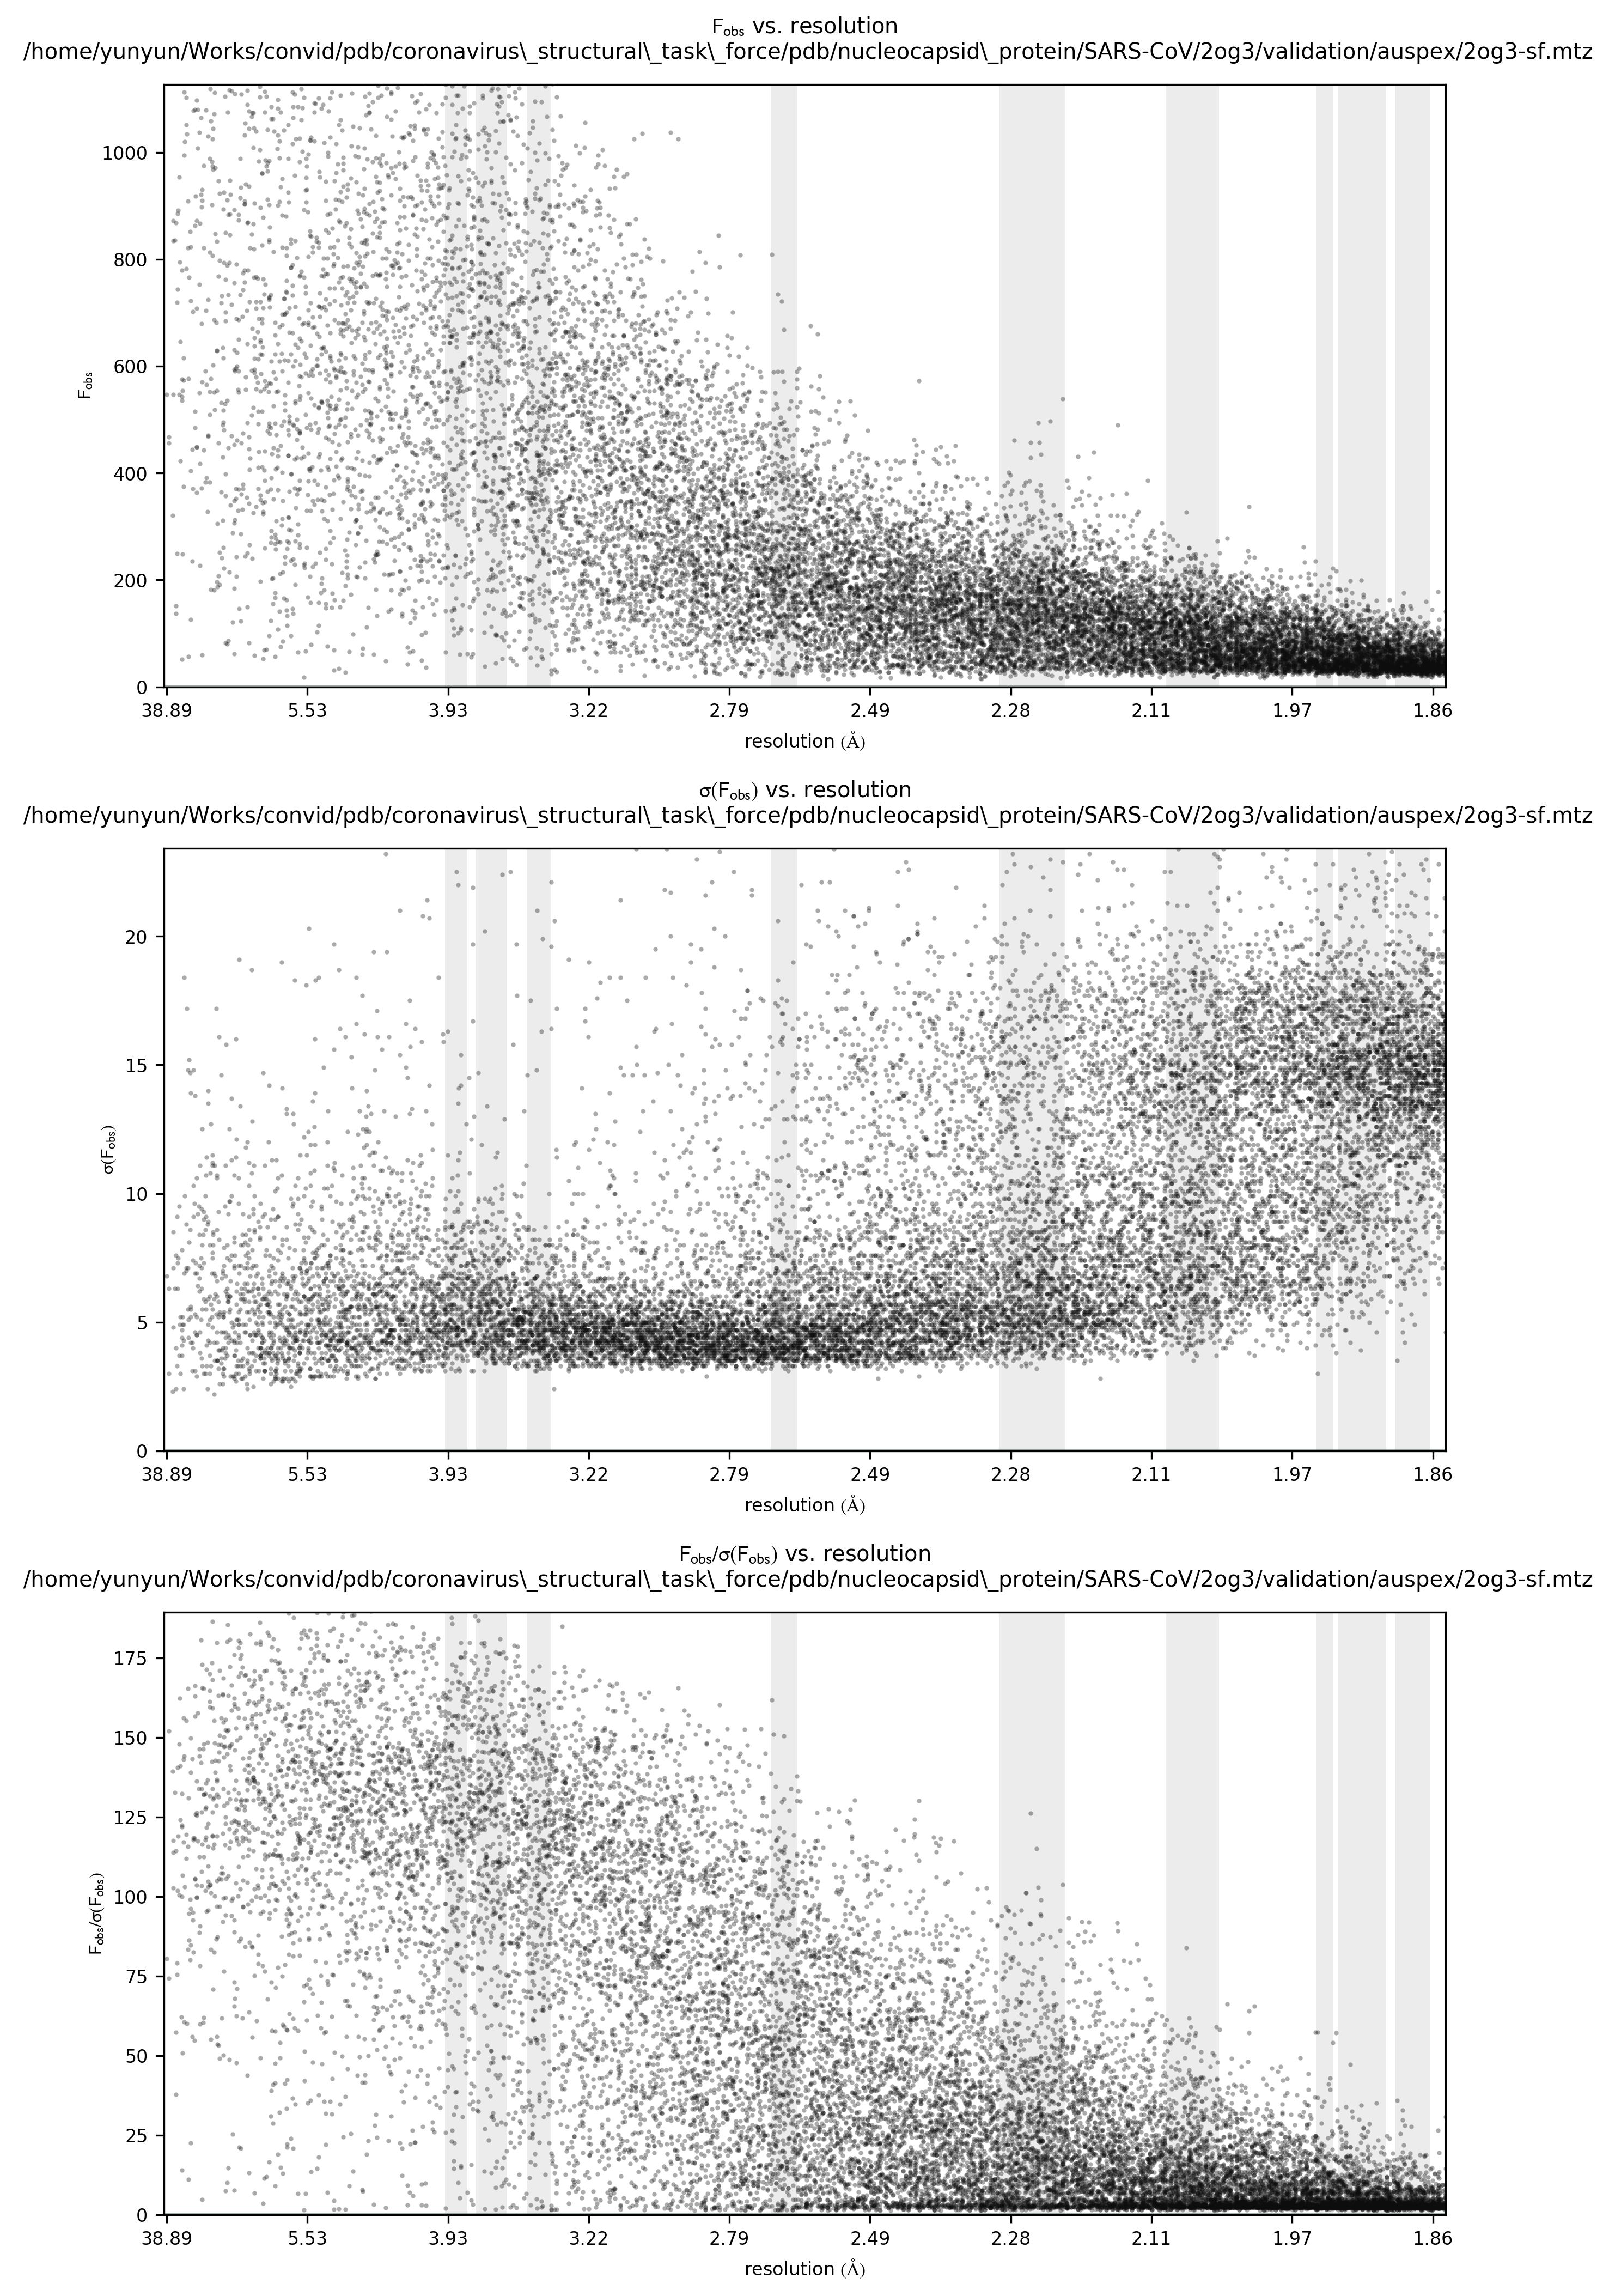 Fobs vs. resolution
/home/yunyun/Works/convid/pdb/coronavirus\_structural\_task\_force/pdb/nucleocapsid\_protein/SARS-CoV/2og3/validation/auspex/2og3-sf.mtz
1000
800
600
400
200
0
Fobs
38.89 5.53 3.93 3.22 2.79 2.49 2.28 2.11 1.97 1.86
resolution (Å)
σ(Fobs) vs. resolution
/home/yunyun/Works/convid/pdb/coronavirus\_structural\_task\_force/pdb/nucleocapsid\_protein/SARS-CoV/2og3/validation/auspex/2og3-sf.mtz
20
15
10
5
0
σ(Fobs)
38.89 5.53 3.93 3.22 2.79 2.49 2.28 2.11 1.97 1.86
resolution (Å)
Fobs/σ(Fobs) vs. resolution
/home/yunyun/Works/convid/pdb/coronavirus\_structural\_task\_force/pdb/nucleocapsid\_protein/SARS-CoV/2og3/validation/auspex/2og3-sf.mtz
175
150
125
100
75
50
25
0
Fobs/σ(Fobs)
38.89 5.53 3.93 3.22 2.79 2.49 2.28 2.11 1.97 1.86
resolution (Å)